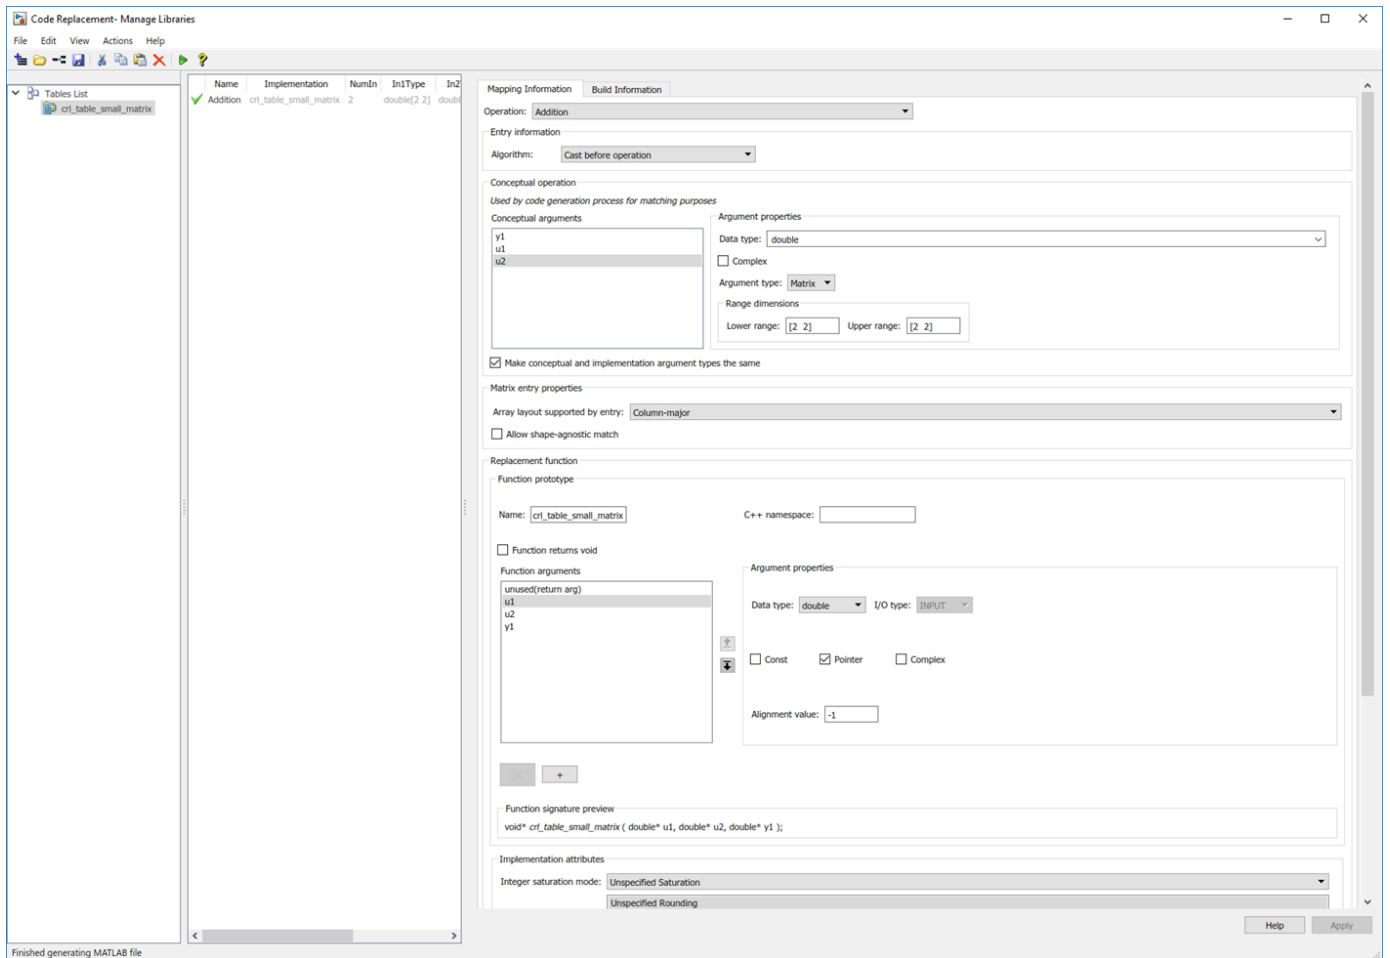 Code Replacement- Manage Libraries
File Edit View Actions Help
Tables List
crl_table_small_matrix
Name Implementation NumIn In1Type In2
Addition crl_table_small_matrix 2 double[2 2] doubl
Mapping Information Build Information
Operation: Addition
Entry information
Algorithm: Cast before operation
Conceptual operation
Used by code generation process for matching purposes
Conceptual arguments
y1
u1
u2
Argument properties
Data type: double
Complex
Argument type: Matrix
Range dimensions
Lower range: [2 2] Upper range: [2 2]
Make conceptual and implementation argument types the same
Matrix entry properties
Array layout supported by entry: Column-major
Allow shape-agnostic match
Replacement function
Function prototype
Name: crl_table_small_matrix C++ namespace:
Function returns void
Function arguments
unused(return arg)
u1
u2
y1
Argument properties
Data type: double I/O type: INPUT
Const Pointer Complex
Alignment value: -1
+
Function signature preview
void* crl_table_small_matrix ( double* u1, double* u2, double* y1 );
Implementation attributes
Integer saturation mode: Unspecified Saturation
Unspecified Rounding
Help Apply
Finished generating MATLAB file